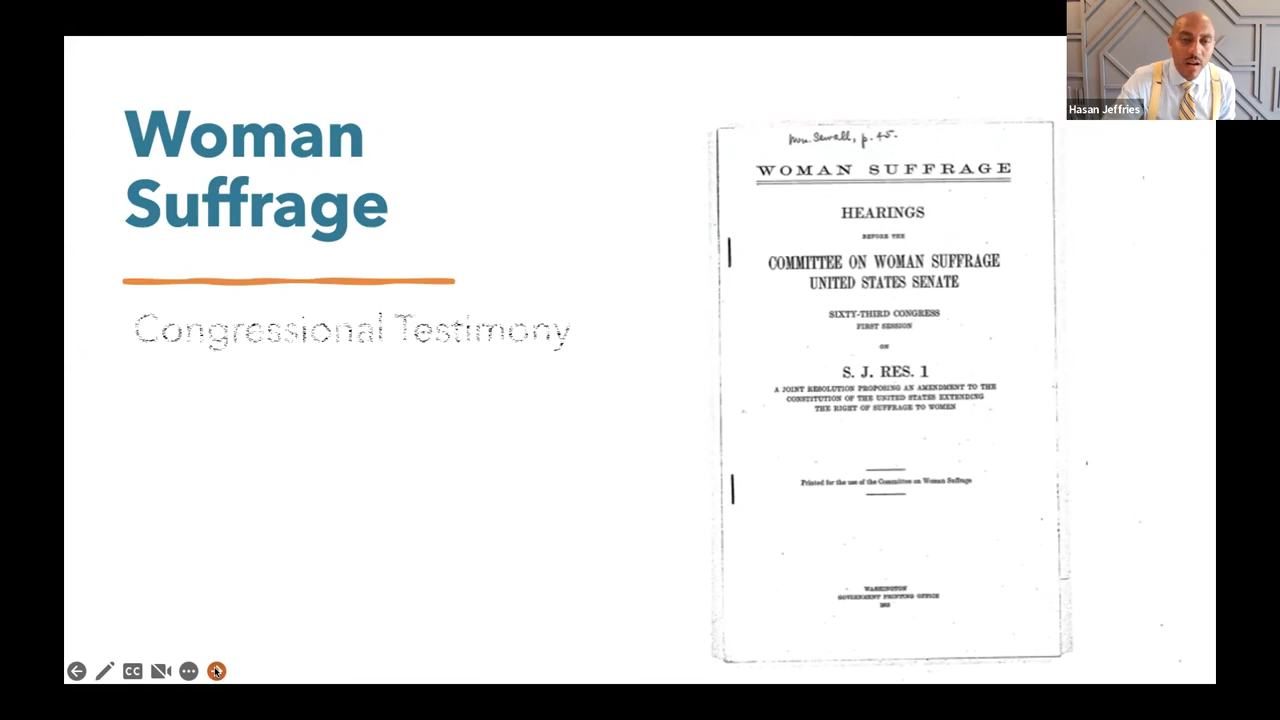 Woman
Suffrage
Congressional Testimony
Mrs. Sewall, p. 45.
WOMAN SUFFRAGE
HEARINGS
BEFORE THE
COMMITTEE ON WOMAN SUFFRAGE
UNITED STATES SENATE
SIXTY-THIRD CONGRESS
FIRST SESSION
ON
S. J. RES. 1
A JOINT RESOLUTION PROPOSING AN AMENDMENT TO THE
CONSTITUTION OF THE UNITED STATES EXTENDING
THE RIGHT OF SUFFRAGE TO WOMEN
Printed for the use of the Committee on Woman Suffrage
WASHINGTON
GOVERNMENT PRINTING OFFICE
Hasan Jeffries
CC